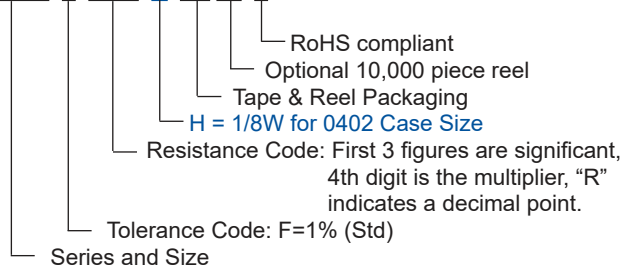 RoHS compliant
Optional 10,000 piece reel
Tape & Reel Packaging
H = 1/8W for 0402 Case Size
Resistance Code: First 3 figures are significant,
4th digit is the multiplier, “R”
indicates a decimal point.
Tolerance Code: F=1% (Std)
Series and Size